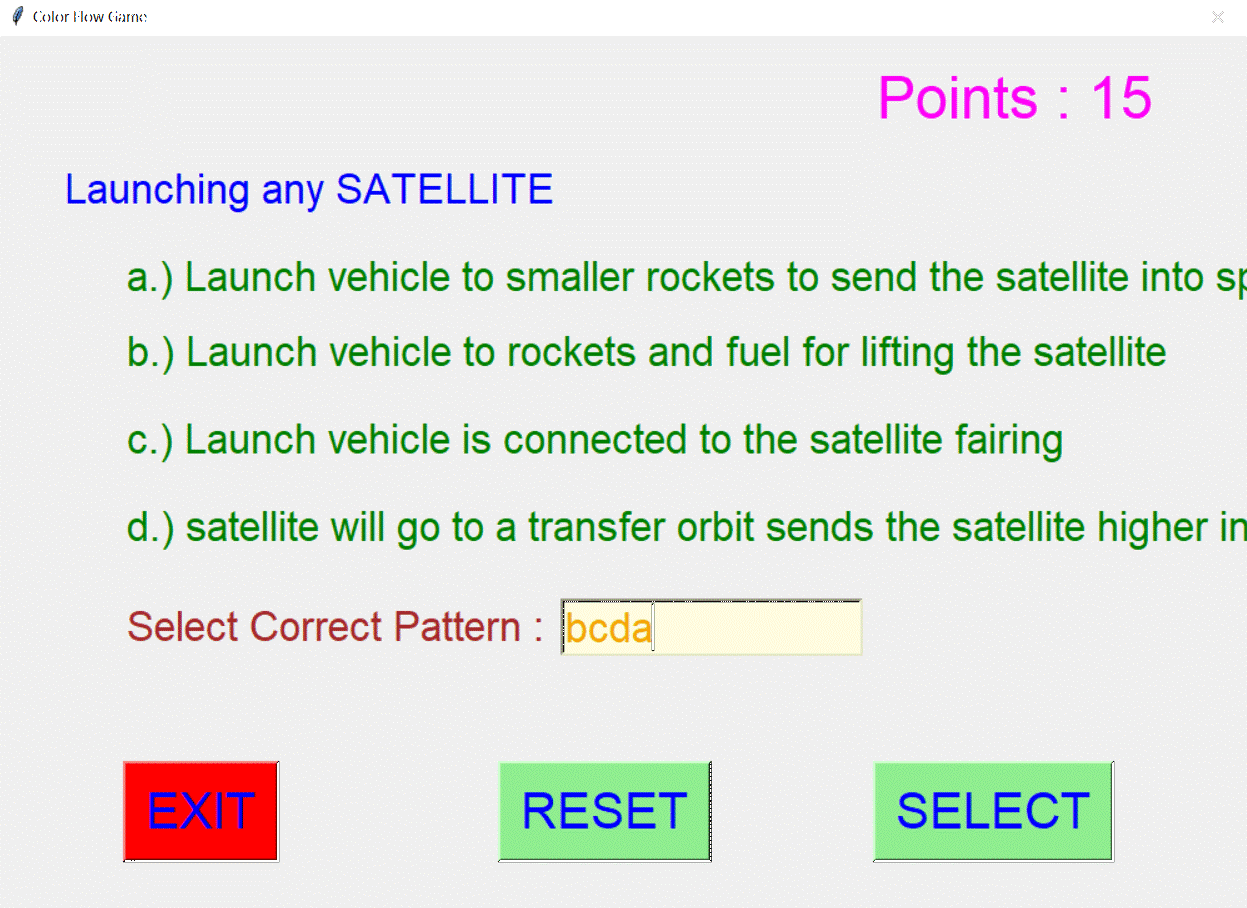 Color Flow Game
Points : 15
Launching any SATELLITE
a.) Launch vehicle to smaller rockets to send the satellite into
b.) Launch vehicle to rockets and fuel for lifting the satellite
c.) Launch vehicle is connected to the satellite fairing
d.) satellite will go to a transfer orbit sends the satellite higher in
Select Correct Pattern : bcda
EXIT RESET SELECT